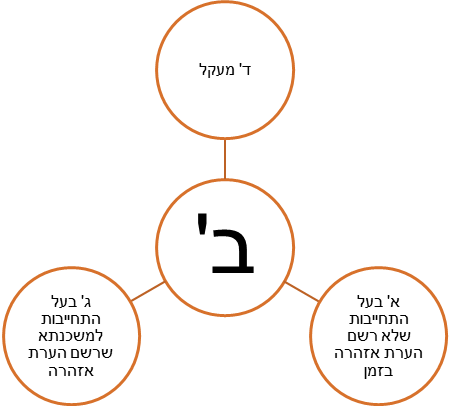 ד' מעקל
ב'
א' בעל
התחייבות
שלא רשם
הערת אזהרה
בזמן
ג' בעל
התחייבות
למשכנתא
שרשם הערת
אזהרה